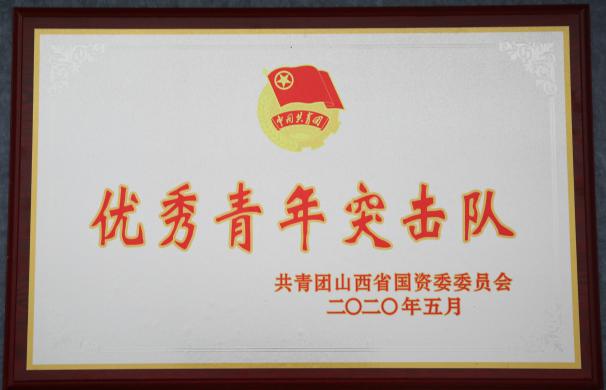 中国共青团
优秀青年突击队
共青团山西省国资委委员会
二〇二〇年五月